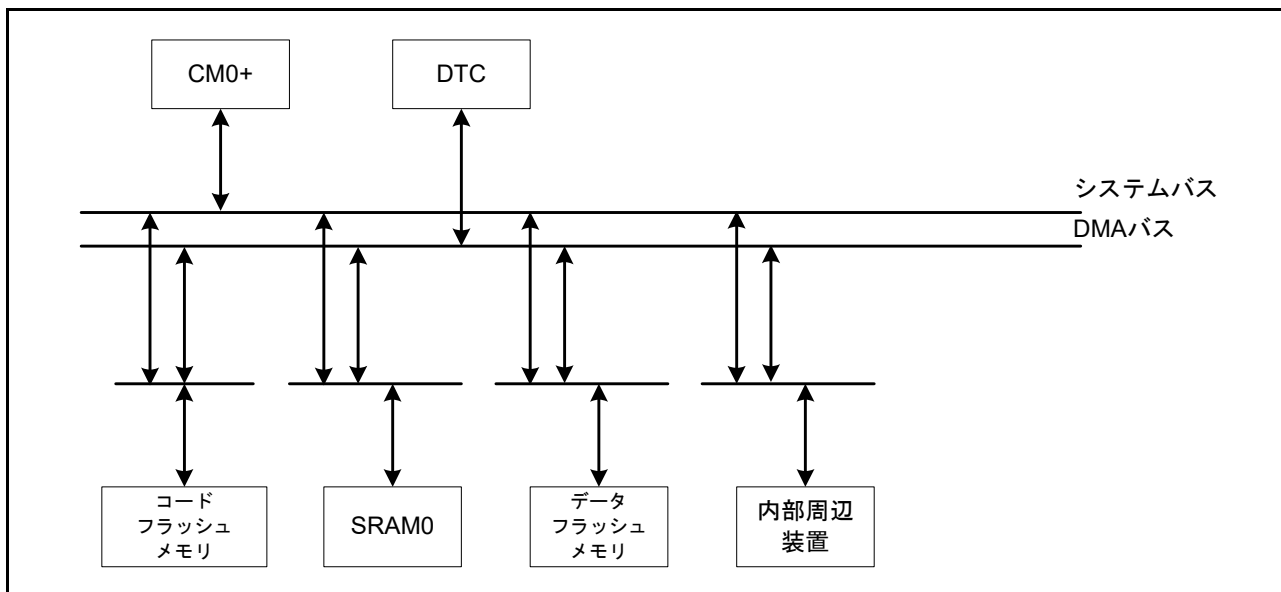 CM0+
DTC
システムバス
DMAバス
コード
フラッシュ
メモリ
SRAM0
データ
フラッシュ
メモリ
内部周辺
装置